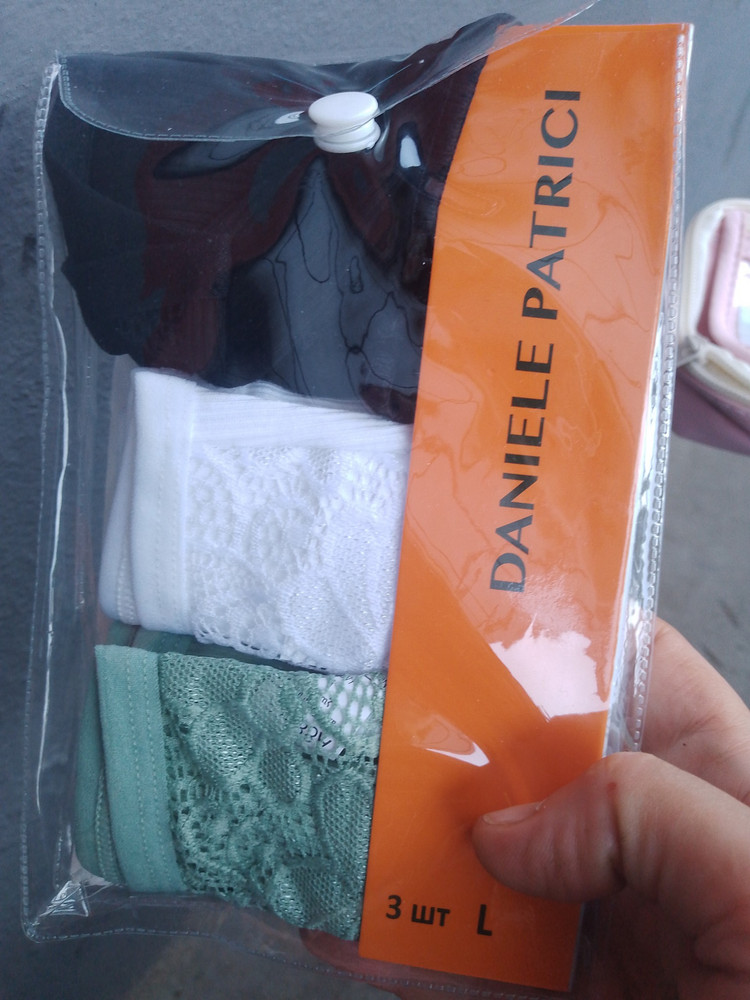 DANIELE PATRICI
3 шт L